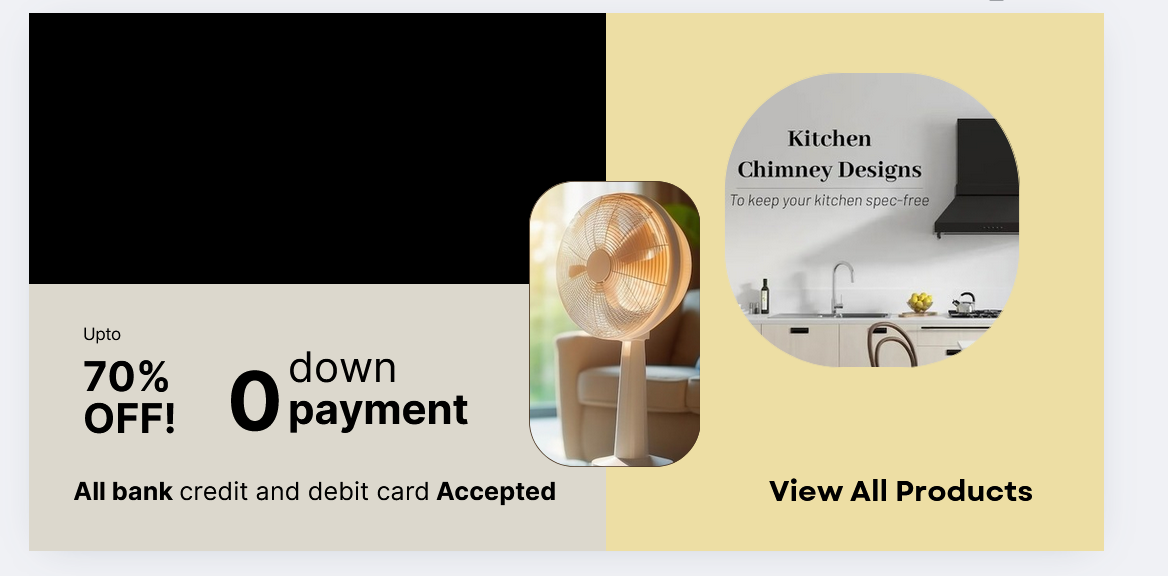 Kitchen
Chimney Designs
To keep your kitchen spec-free
Upto
70%
OFF!
0 down
payment
All bank credit and debit card Accepted
View All Products